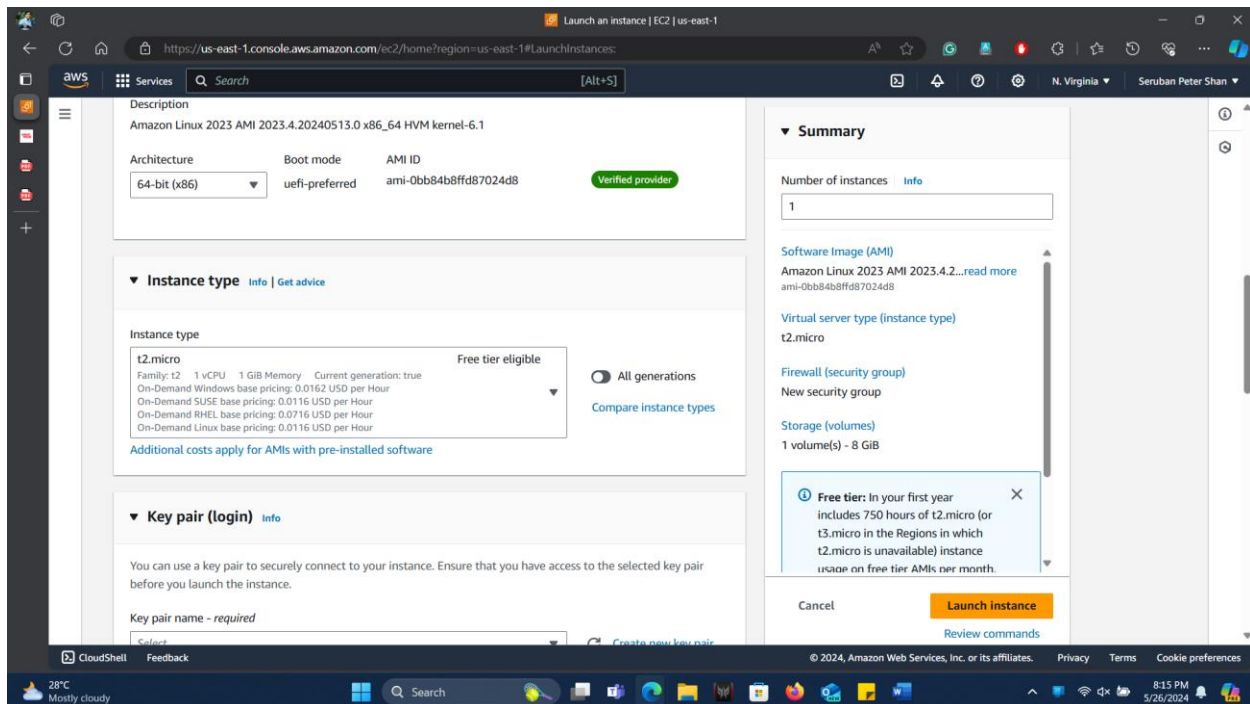 Launch an instance | EC2 | us-east-1
https://us-east-1.console.aws.amazon.com/ec2/home?region=us-east-1#LaunchInstances:
aws Services Search [Alt+S] N. Virginia Seruban Peter Shan
Description
Amazon Linux 2023 AMI 2023.4.20240513.0 x86_64 HVM kernel-6.1
Architecture Boot mode AMI ID
64-bit (x86) uefi-preferred ami-0bb84b8ffd87024d8 Verified provider
Instance type Info | Get advice
Instance type
t2.micro Free tier eligible
Family: t2 1 vCPU 1 GiB Memory Current generation: true
On-Demand Windows base pricing: 0.0162 USD per Hour
On-Demand SUSE base pricing: 0.0116 USD per Hour
On-Demand RHEL base pricing: 0.0716 USD per Hour
On-Demand Linux base pricing: 0.0116 USD per Hour
All generations
Compare instance types
Additional costs apply for AMIs with pre-installed software
Key pair (login) Info
You can use a key pair to securely connect to your instance. Ensure that you have access to the selected key pair
before you launch the instance.
Key pair name - required
Select Create new key pair
Summary
Number of instances Info
1
Software Image (AMI)
Amazon Linux 2023 AMI 2023.4.2...read more
ami-0bb84b8ffd87024d8
Virtual server type (instance type)
t2.micro
Firewall (security group)
New security group
Storage (volumes)
1 volume(s) - 8 GiB
Free tier: In your first year
includes 750 hours of t2.micro (or
t3.micro in the Regions in which
t2.micro is unavailable) instance
usage on free tier AMIs per month.
Cancel Launch instance
Review commands
CloudShell Feedback © 2024, Amazon Web Services, Inc. or its affiliates. Privacy Terms Cookie preferences
28°C
Mostly cloudy
Search
8:15 PM
5/26/2024